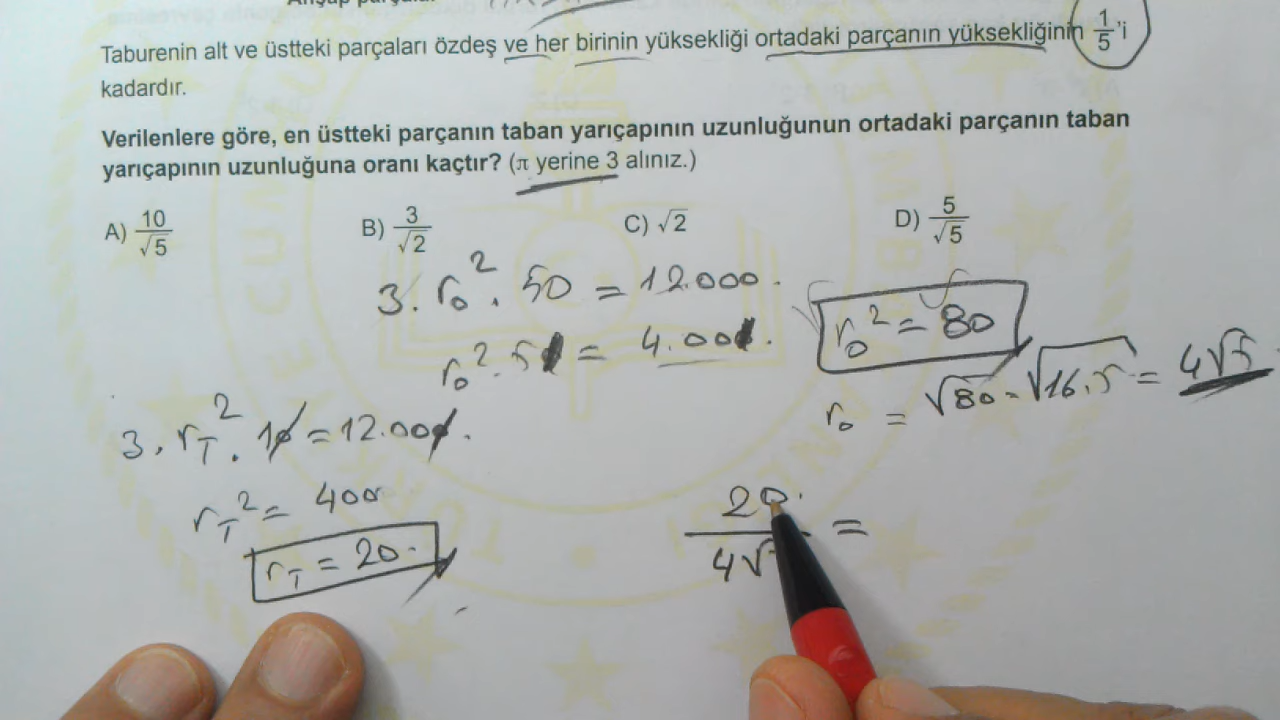 Ahşap parçalar
Taburenin alt ve üstteki parçaları özdeş ve her birinin yüksekliği ortadaki parçanın yüksekliğinin 1/5 'i
kadardır.
Verilenlere göre, en üstteki parçanın taban yarıçapının uzunluğunun ortadaki parçanın taban
yarıçapının uzunluğuna oranı kaçtır? (π yerine 3 alınız.)
A) 10/√5 B) 3/√2 C) √2 D) 5/√5
3. r₀². 50 = 12.000.
r₀². 50 = 4.000.
r₀² = 80
r₀ = √80 = √16.5 = 4√5
3. r_T². 10 = 12.000.
r_T² = 400
r_T = 20.
20. / 4√ =